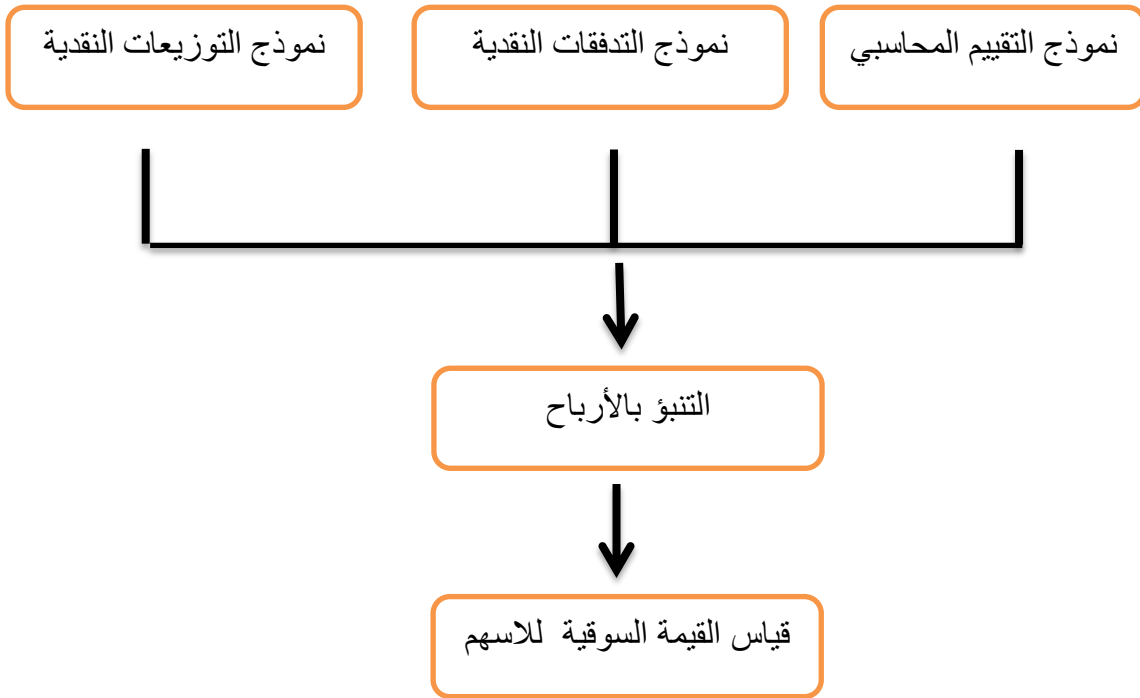 نموذج التقييم المحاسبي
نموذج التدفقات النقدية
نموذج التوزيعات النقدية
التنبؤ بالأرباح
قياس القيمة السوقية للاسهم